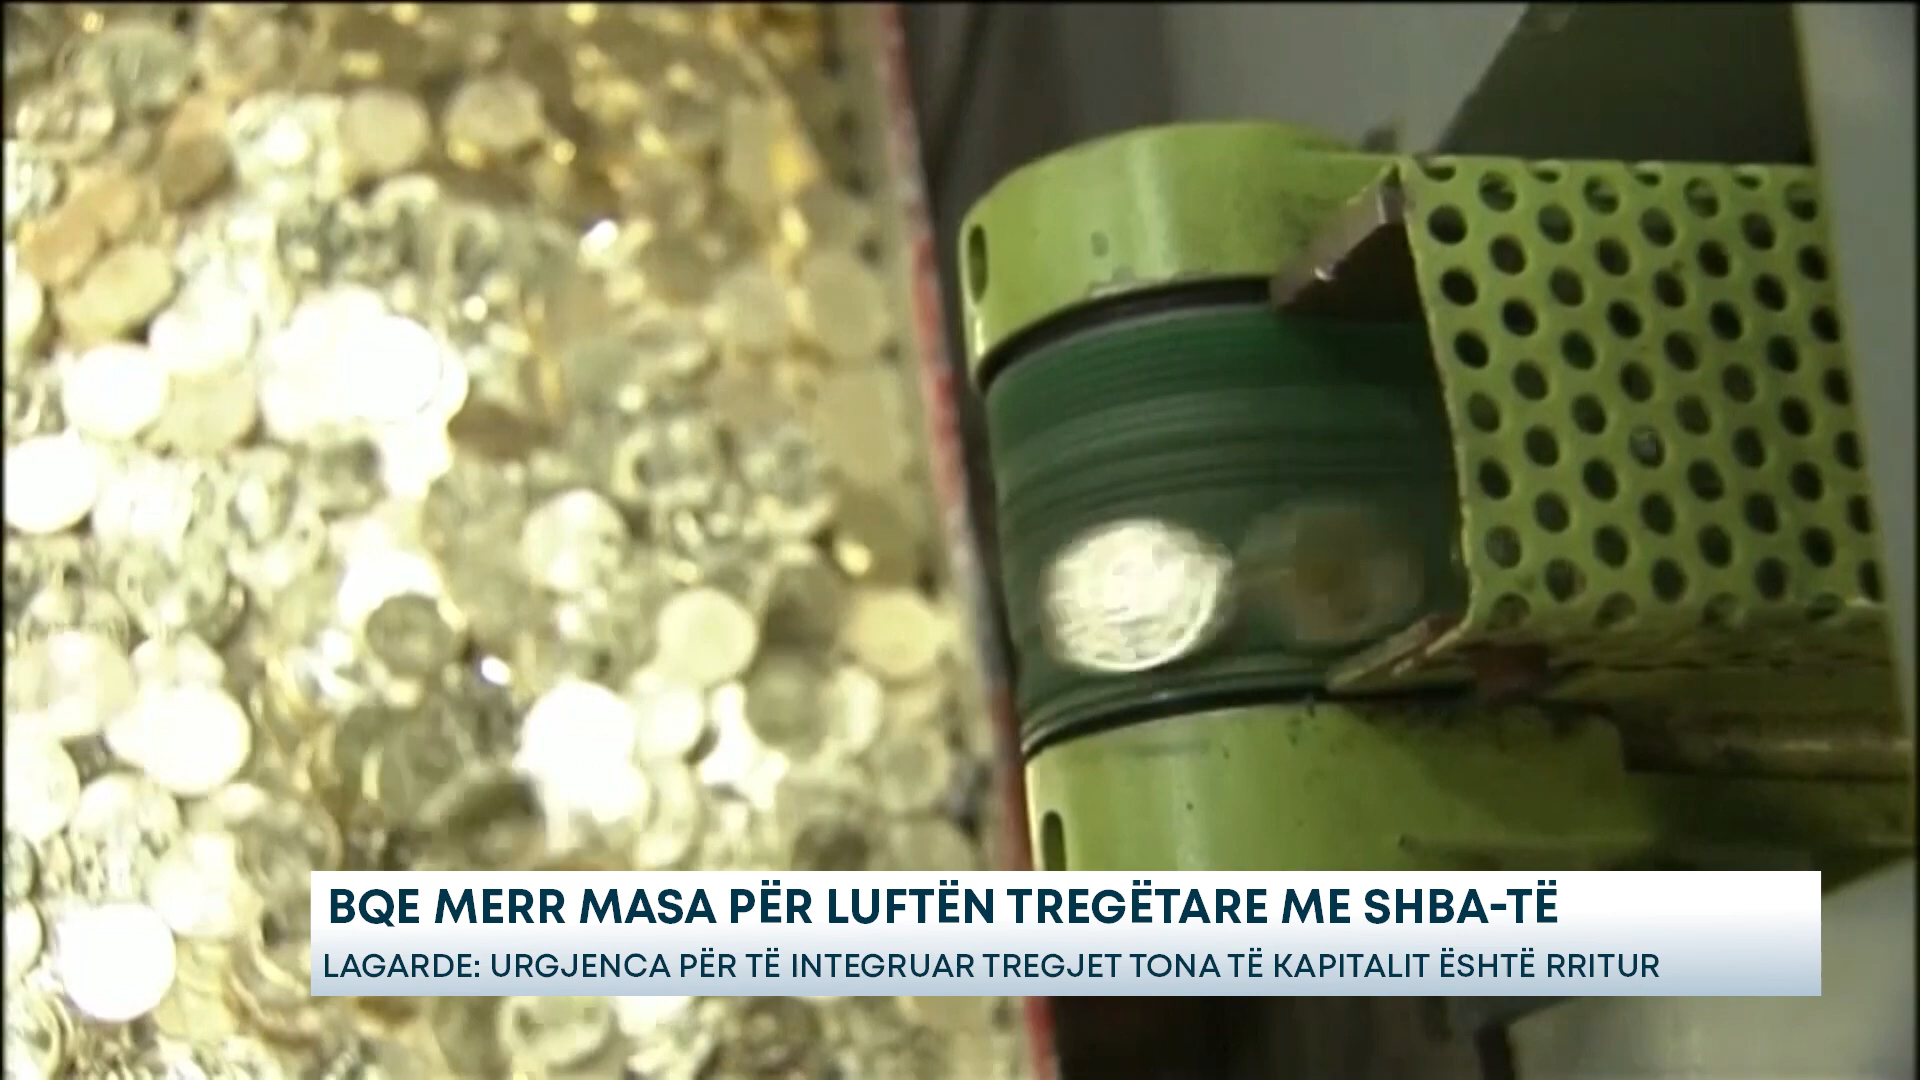 BQE MERR MASA PËR LUFTËN TREGËTARE ME SHBA-TË
LAGARDE: URGJENCA PËR TË INTEGRUAR TREGJET TONA TË KAPITALIT ËSHTË RRITUR